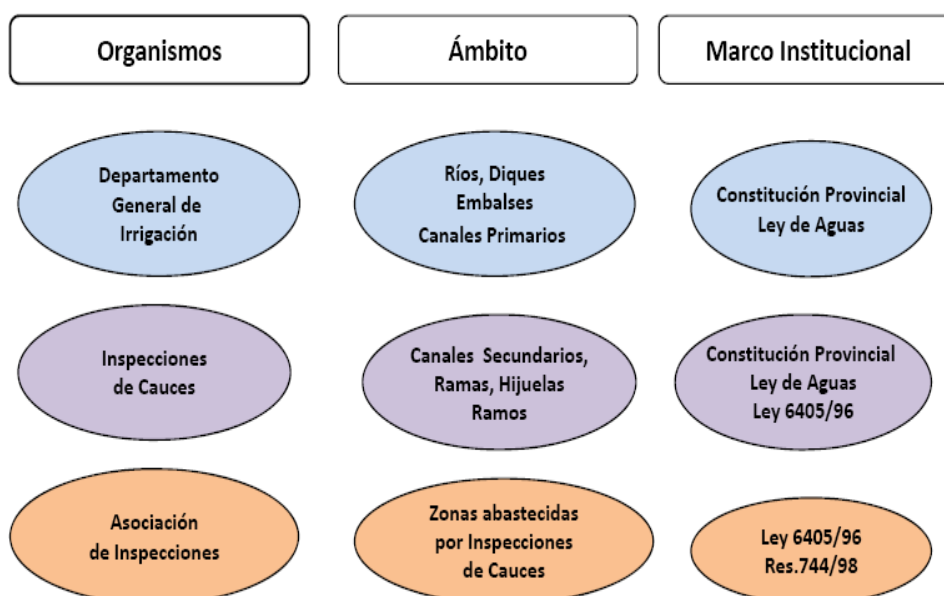 Organismos
Ámbito
Marco Institucional
Departamento
General de
Irrigación
Ríos, Diques
Embalses
Canales Primarios
Constitución Provincial
Ley de Aguas
Inspecciones
de Cauces
Canales Secundarios,
Ramas, Hijuelas
Ramos
Constitución Provincial
Ley de Aguas
Ley 6405/96
Asociación
de Inspecciones
Zonas abastecidas
por Inspecciones
de Cauces
Ley 6405/96
Res.744/98